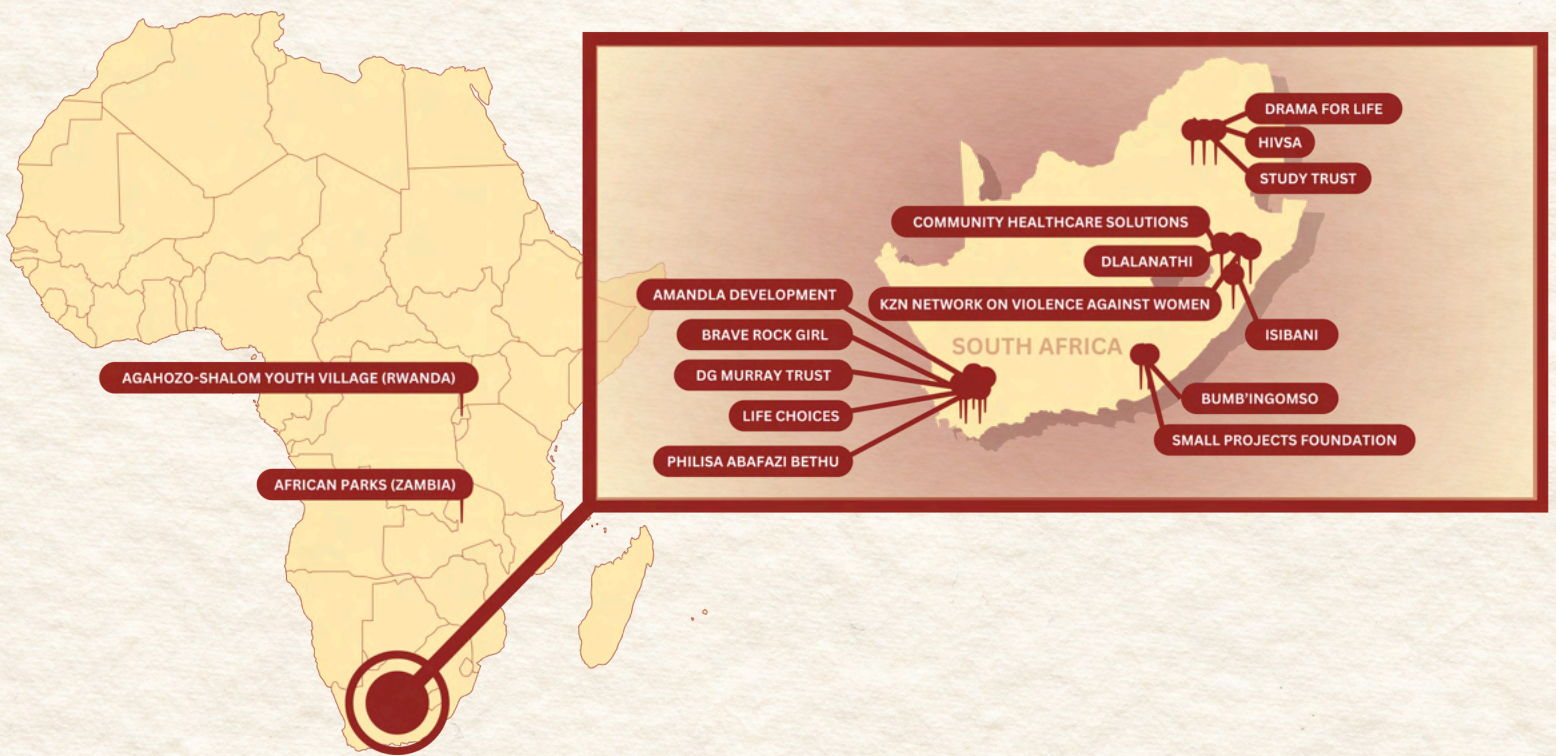 DRAMA FOR LIFE
HIVSA
STUDY TRUST
COMMUNITY HEALTHCARE SOLUTIONS
DLALANATHI
KZN NETWORK ON VIOLENCE AGAINST WOMEN
ISIBANI
AMANDLA DEVELOPMENT
BRAVE ROCK GIRL
DG MURRAY TRUST
LIFE CHOICES
PHILISA ABAFAZI BETHU
SOUTH AFRICA
BUMB'INGOMSO
SMALL PROJECTS FOUNDATION
AGAHOZO-SHALOM YOUTH VILLAGE (RWANDA)
AFRICAN PARKS (ZAMBIA)